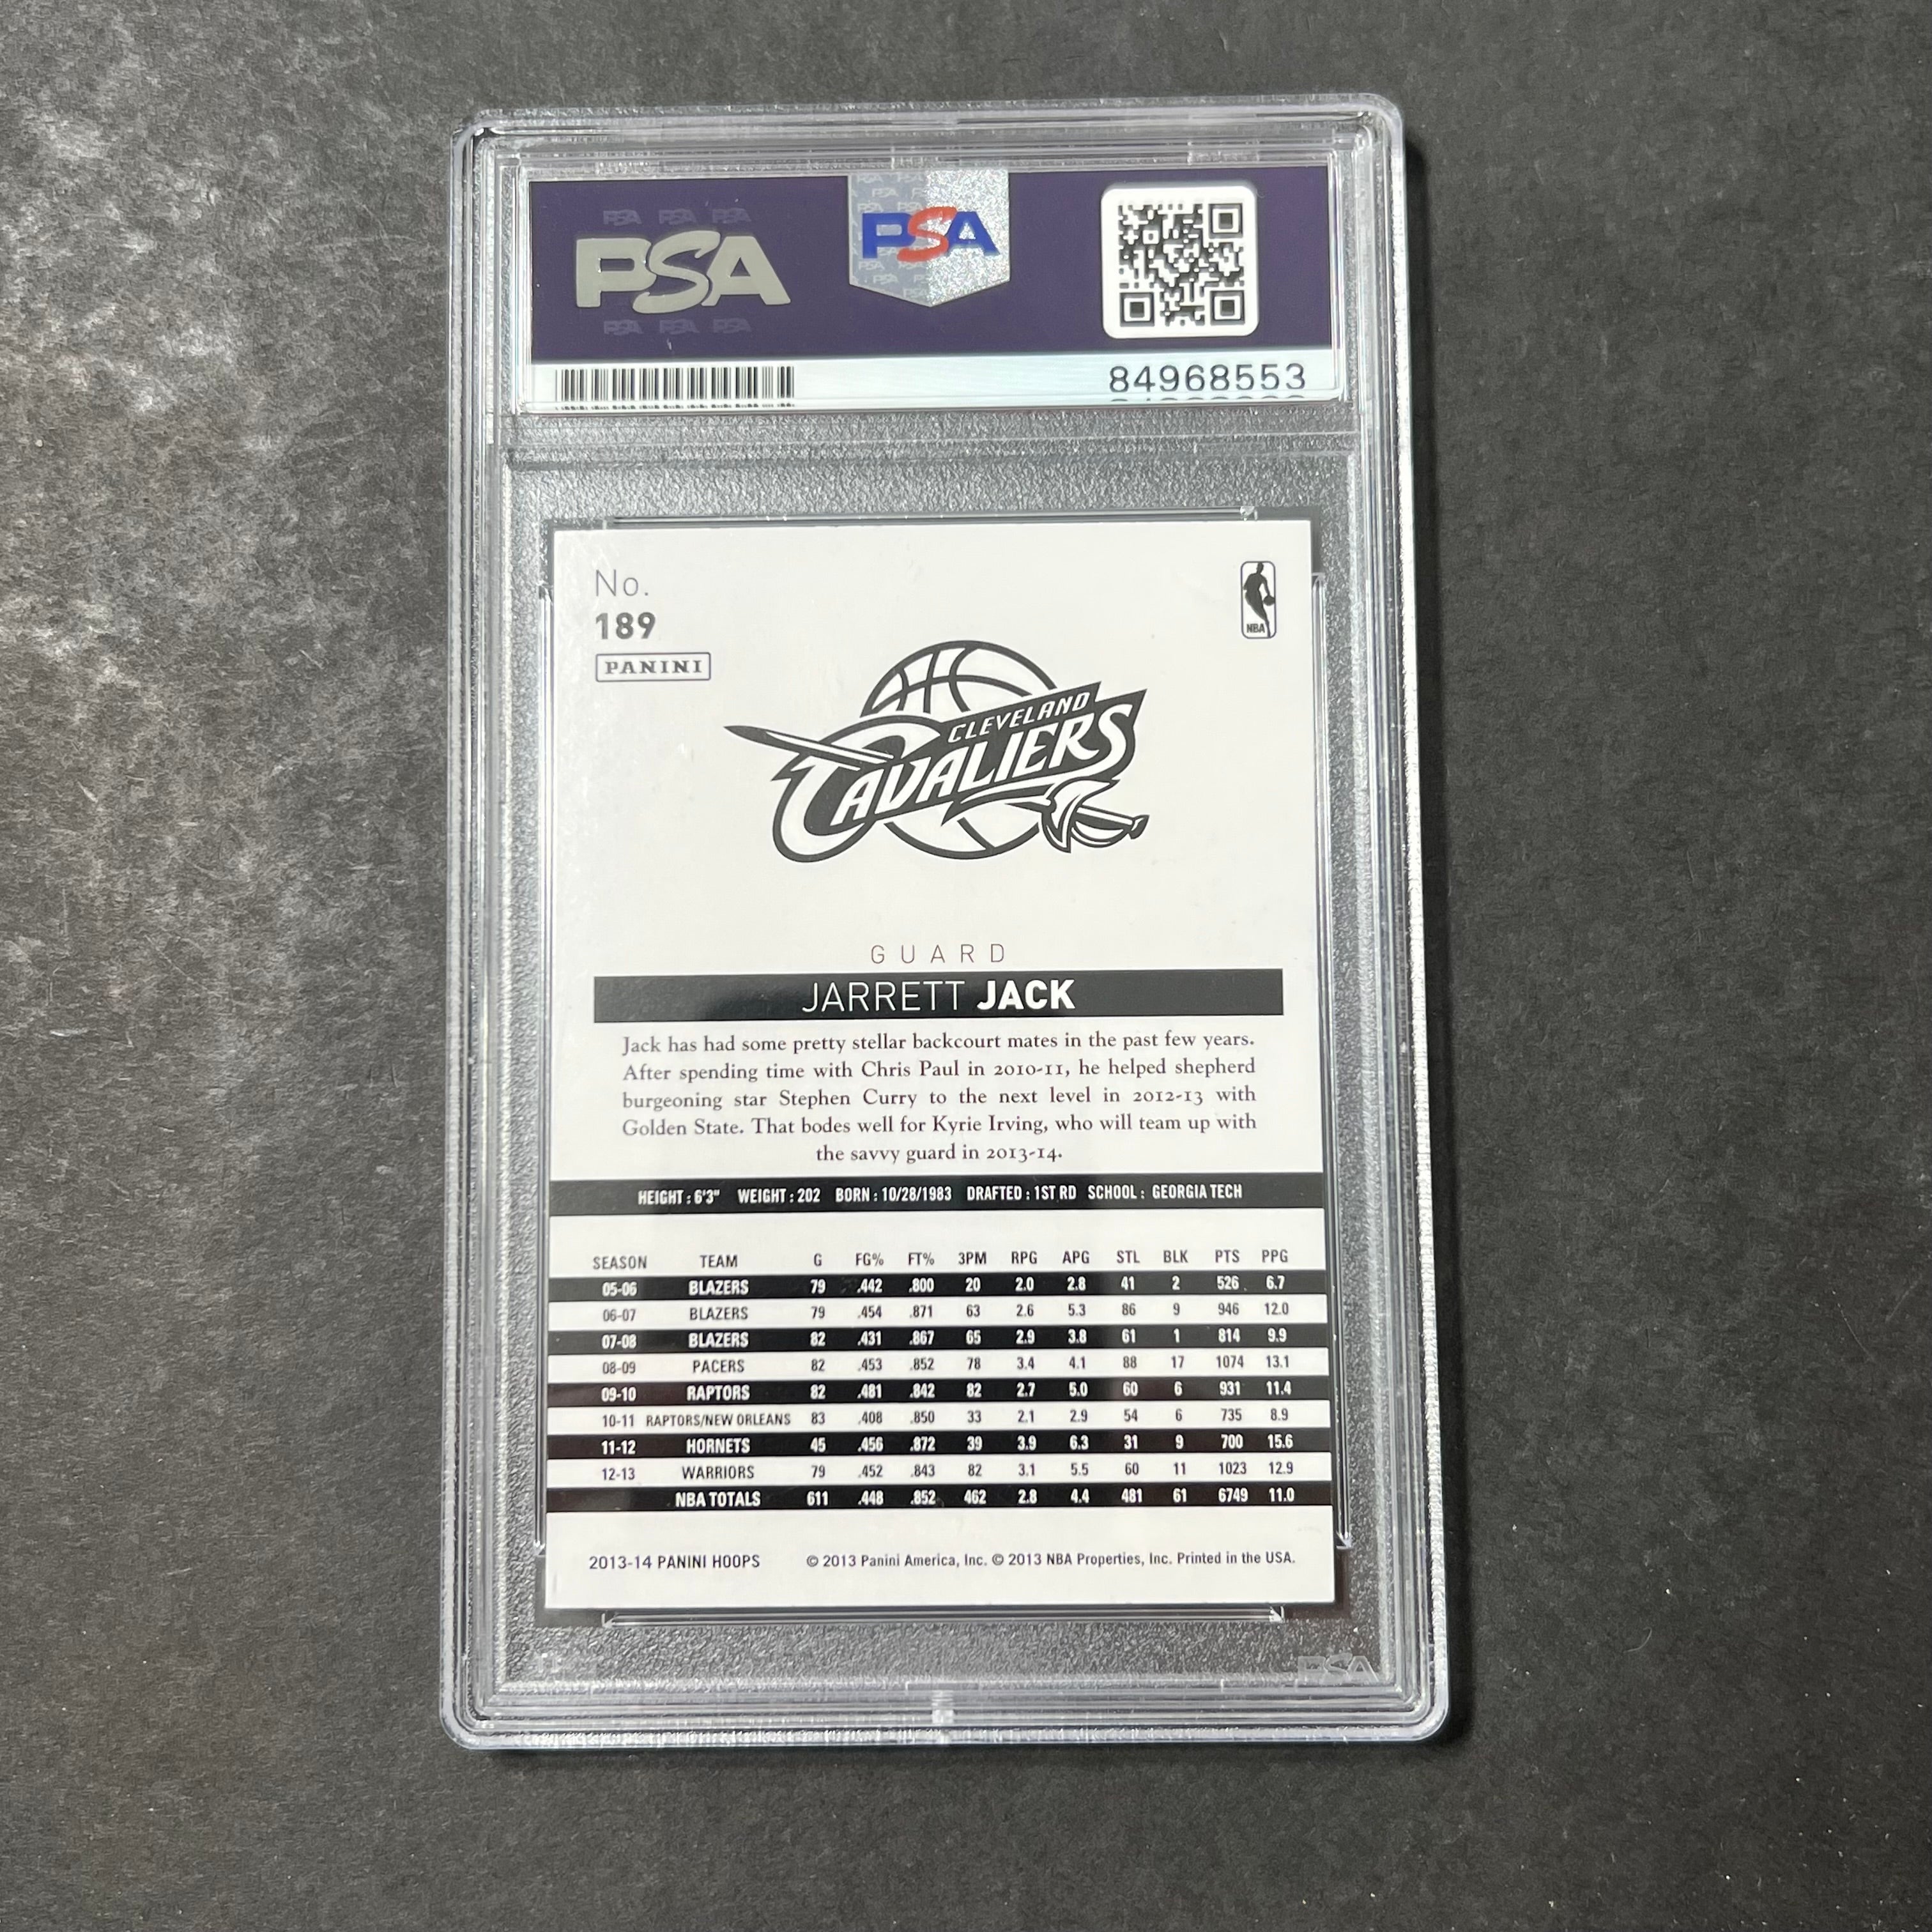 PSA PSA PSA
PSA
PSA PSA PSA
PSA
84968553
No.
189
PANINI
NBA
CLEVELAND
CAVALIERS
GUARD
JARRETT JACK
Jack has had some pretty stellar backcourt mates in the past few years.
After spending time with Chris Paul in 2010-11, he helped shepherd
burgeoning star Stephen Curry to the next level in 2012-13 with
Golden State. That bodes well for Kyrie Irving, who will team up with
the savvy guard in 2013-14.
HEIGHT : 6'3" WEIGHT : 202 BORN : 10/28/1983 DRAFTED : 1ST RD SCHOOL : GEORGIA TECH
SEASON TEAM G FG% FT% 3PM RPG APG STL BLK PTS PPG
05-06 BLAZERS 79 .442 .800 20 2.0 2.8 41 2 526 6.7
06-07 BLAZERS 79 .454 .871 63 2.6 5.3 86 9 946 12.0
07-08 BLAZERS 82 .431 .867 65 2.9 3.8 61 1 814 9.9
08-09 PACERS 82 .453 .852 78 3.4 4.1 88 17 1074 13.1
09-10 RAPTORS 82 .481 .842 82 2.7 5.0 60 6 931 11.4
10-11 RAPTORS/NEW ORLEANS 83 .408 .850 33 2.1 2.9 54 6 735 8.9
11-12 HORNETS 45 .456 .872 39 3.9 6.3 31 9 700 15.6
12-13 WARRIORS 79 .452 .843 82 3.1 5.5 60 11 1023 12.9
NBA TOTALS 611 .448 .852 462 2.8 4.4 481 61 6749 11.0
2013-14 PANINI HOOPS © 2013 Panini America, Inc. © 2013 NBA Properties, Inc. Printed in the USA.
PSA